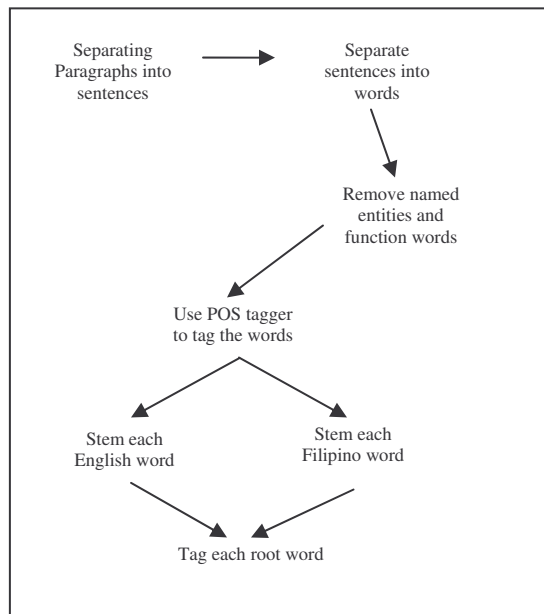 Separating
Paragraphs into
sentences
Separate
sentences into
words
Remove named
entities and
function words
Use POS tagger
to tag the words
Stem each
English word
Stem each
Filipino word
Tag each root word